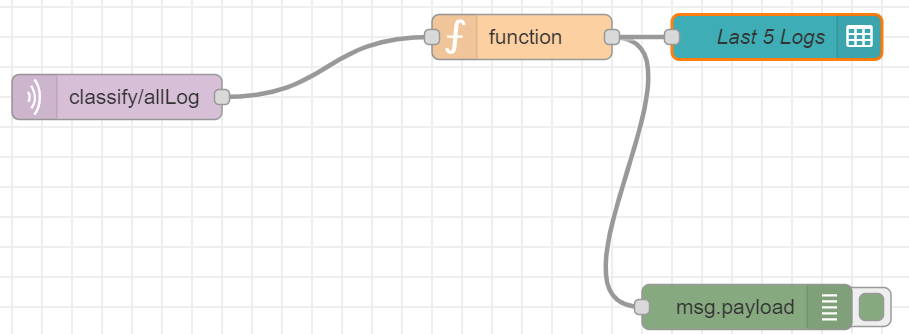 function
Last 5 Logs
classify/allLog
msg.payload